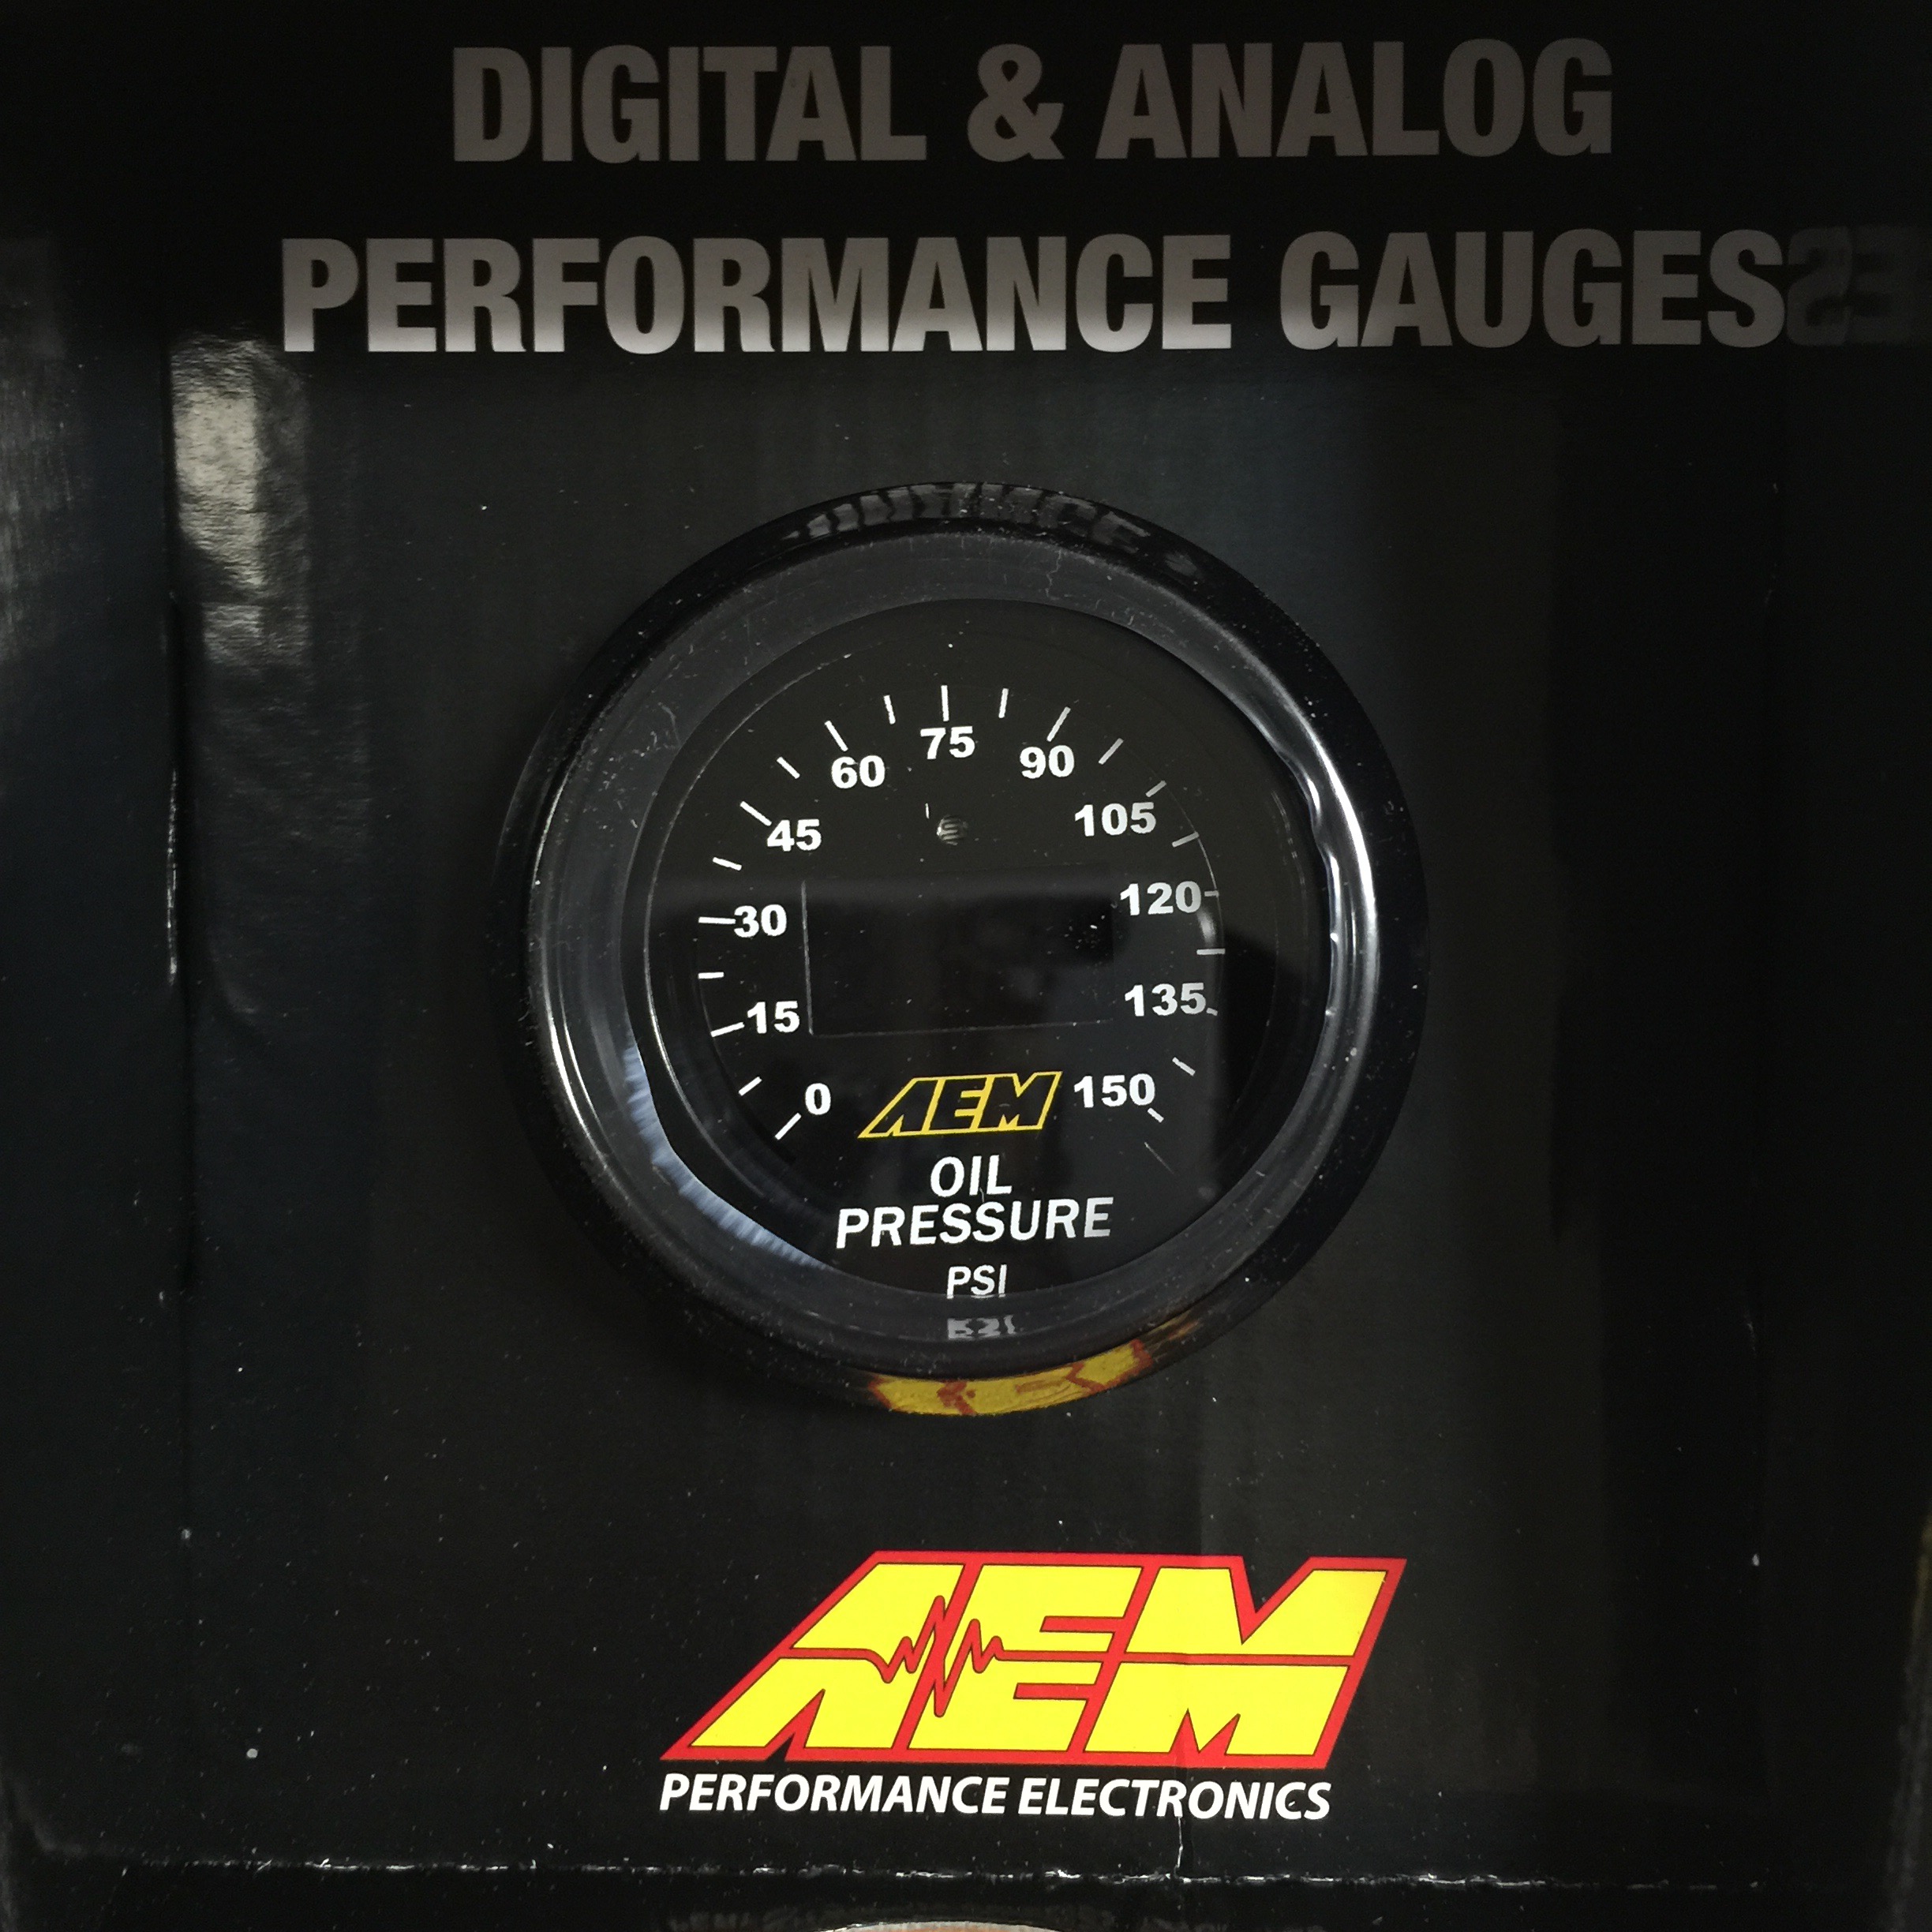 DIGITAL & ANALOG
PERFORMANCE GAUGES
75
60
90
45
105
30
120
15
135
0
AEM
150
OIL
PRESSURE
PSI
AEM
PERFORMANCE ELECTRONICS